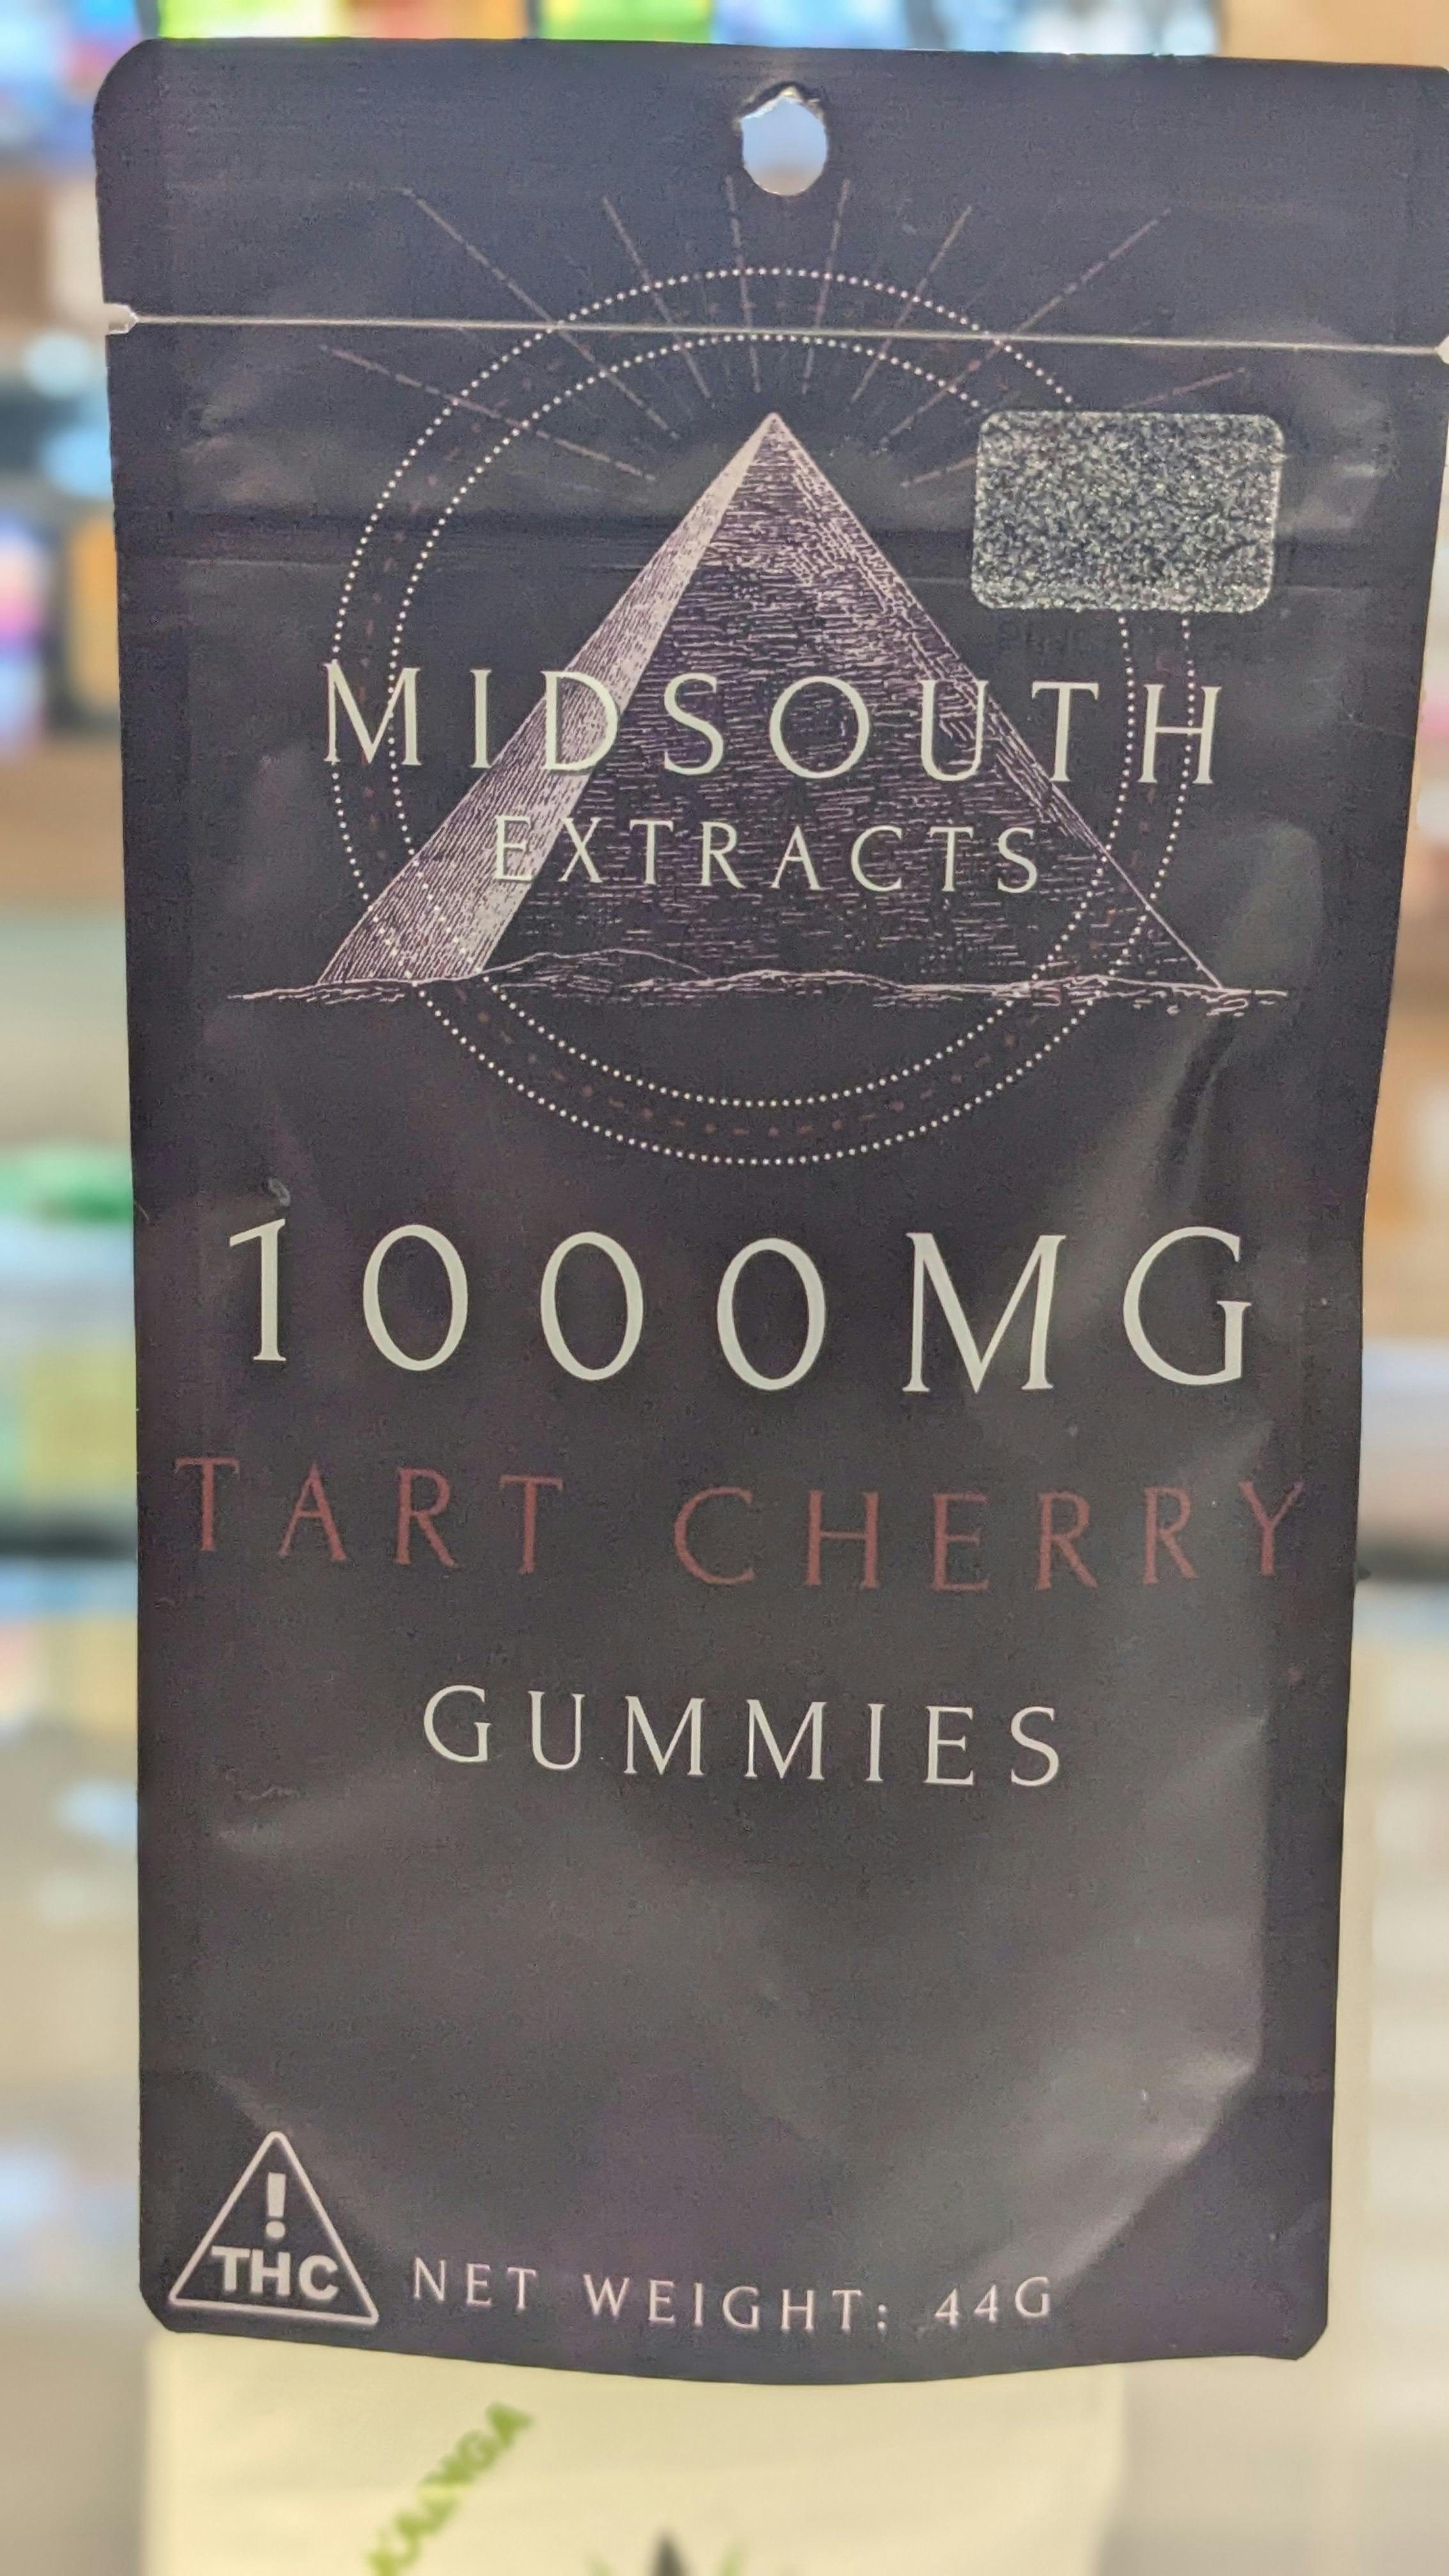 MIDSOUTH
EXTRACTS
1000MG
TART CHERRY
GUMMIES
!
THC
NET WEIGHT: 44G